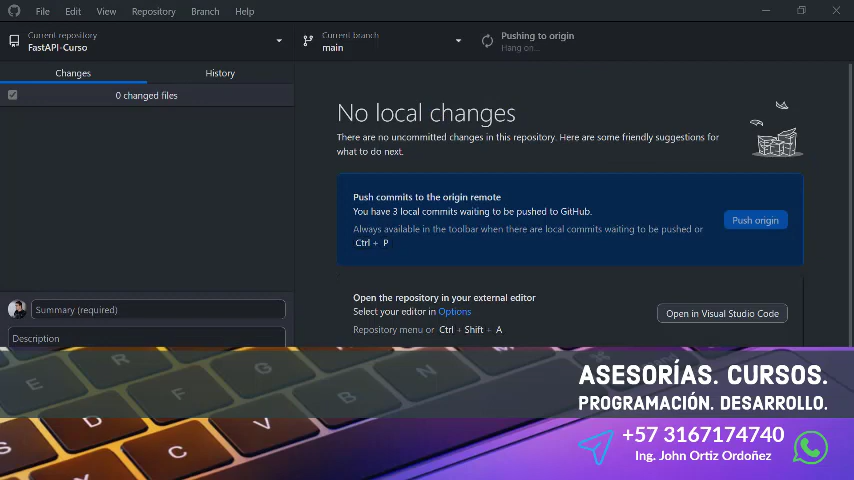 File Edit View Repository Branch Help
Current repository
FastAPI-Curso
Current branch
main
Pushing to origin
Hang on...
Changes History
0 changed files
No local changes
There are no uncommitted changes in this repository. Here are some friendly suggestions for
what to do next.
Push commits to the origin remote
You have 3 local commits waiting to be pushed to GitHub.
Always available in the toolbar when there are local commits waiting to be pushed or
Ctrl + P
Push origin
Open the repository in your external editor
Select your editor in Options
Repository menu or Ctrl + Shift + A
Open in Visual Studio Code
Summary (required)
Description
E R G
F B N
C V
ASESORÍAS. CURSOS.
PROGRAMACIÓN. DESARROLLO.
+57 3167174740
Ing. John Ortiz Ordoñez